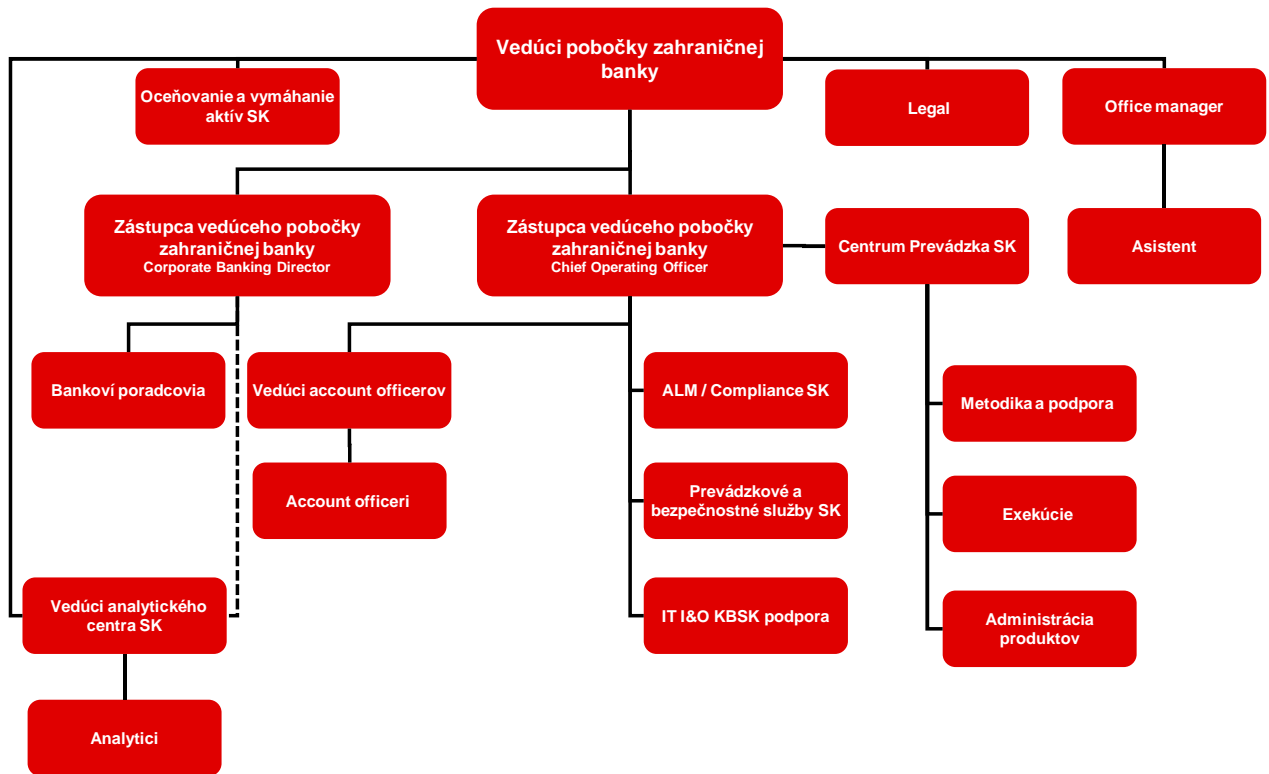 Vedúci pobočky zahraničnej
banky
Oceňovanie a vymáhanie
aktív SK
Legal
Office manager
Zástupca vedúceho pobočky
zahraničnej banky
Corporate Banking Director
Zástupca vedúceho pobočky
zahraničnej banky
Chief Operating Officer
Centrum Prevádzka SK
Asistent
Bankoví poradcovia
Vedúci account officerov
ALM / Compliance SK
Metodika a podpora
Account officeri
Prevádzkové a
bezpečnostné služby SK
Exekúcie
Vedúci analytického
centra SK
IT I&O KBSK podpora
Administrácia
produktov
Analytici